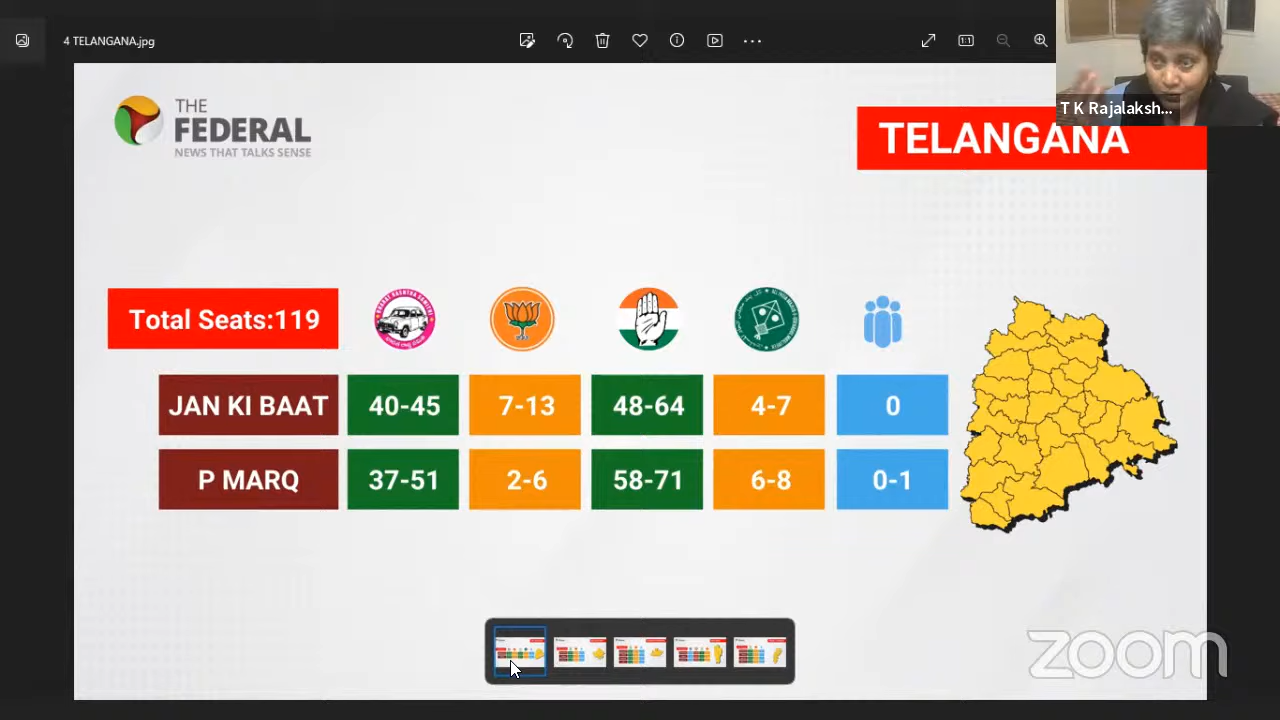 4 TELANGANA.jpg
T K Rajalaksh...
THE
FEDERAL
NEWS THAT TALKS SENSE
TELANGANA
Total Seats:119
JAN KI BAAT 40-45 7-13 48-64 4-7 0
P MARQ 37-51 2-6 58-71 6-8 0-1
zoom